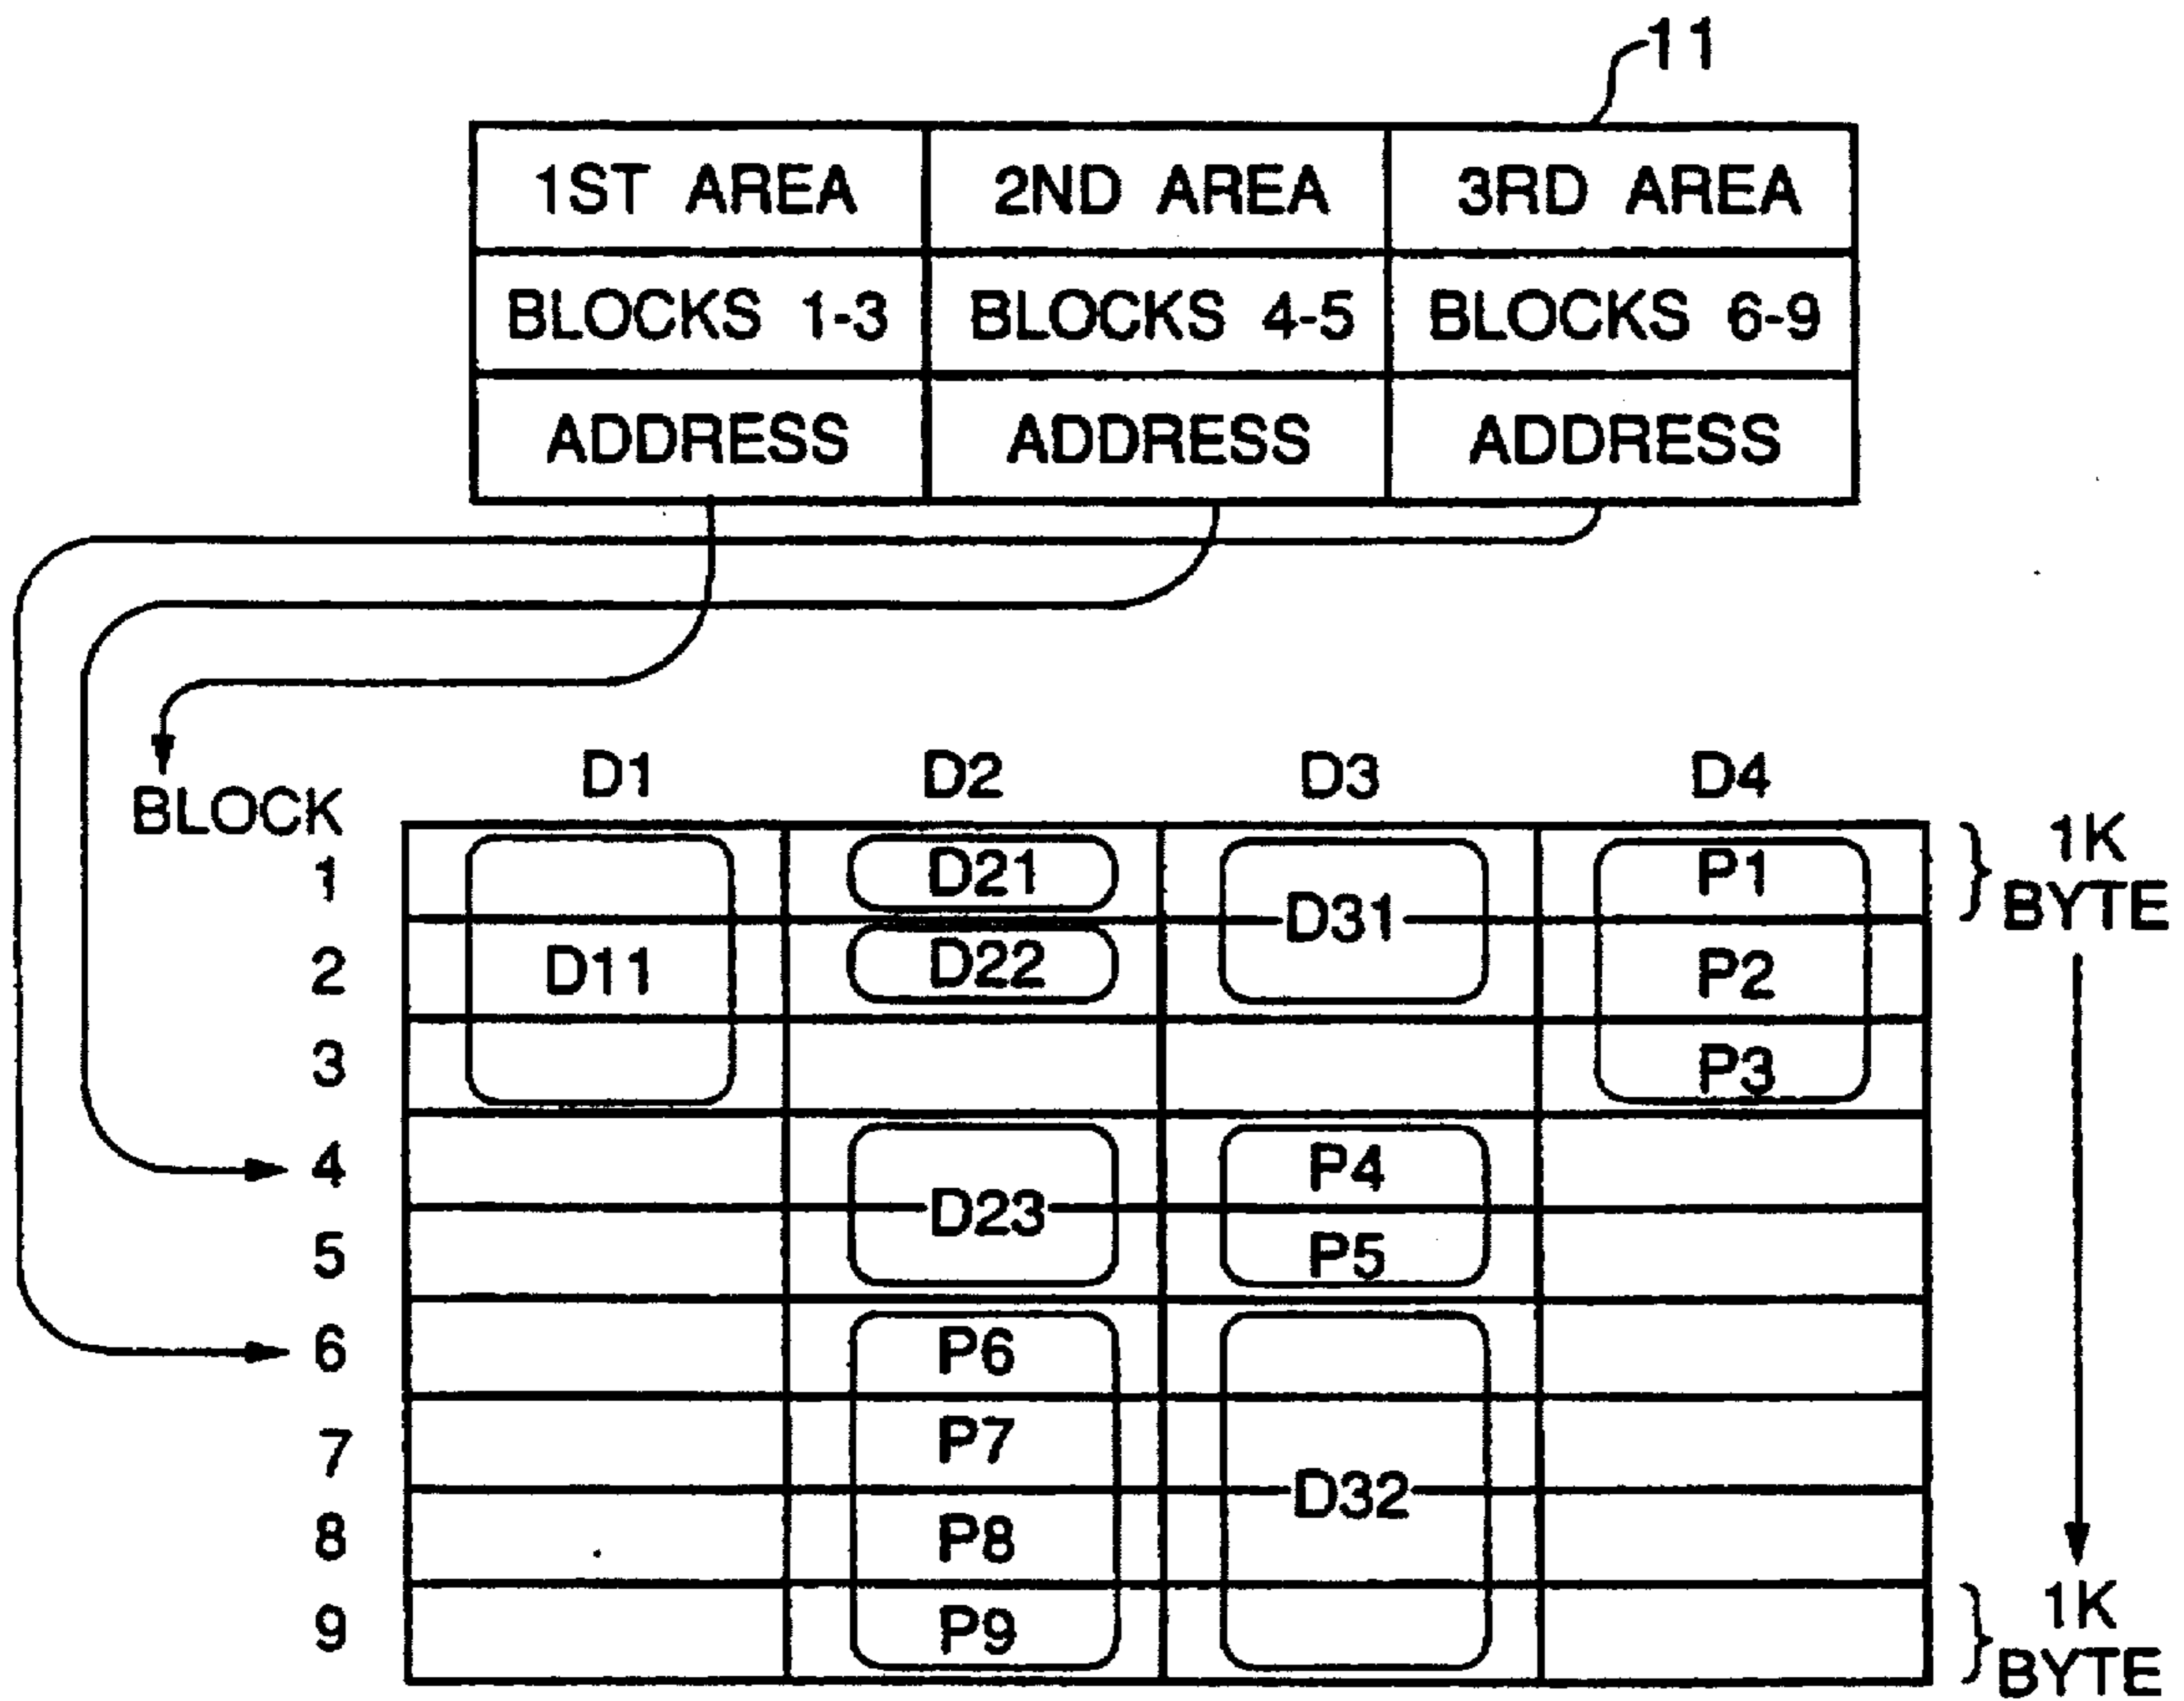 11
1ST AREA 2ND AREA 3RD AREA
BLOCKS 1-3 BLOCKS 4-5 BLOCKS 6-9
ADDRESS ADDRESS ADDRESS
D1 D2 D3 D4
BLOCK
1 D21 P1 1K
BYTE
D31
2 D11 D22 P2
3 P3
4 P4
D23
5 P5
6 P6
7 P7
D32
8 P8
9 P9 1K
BYTE